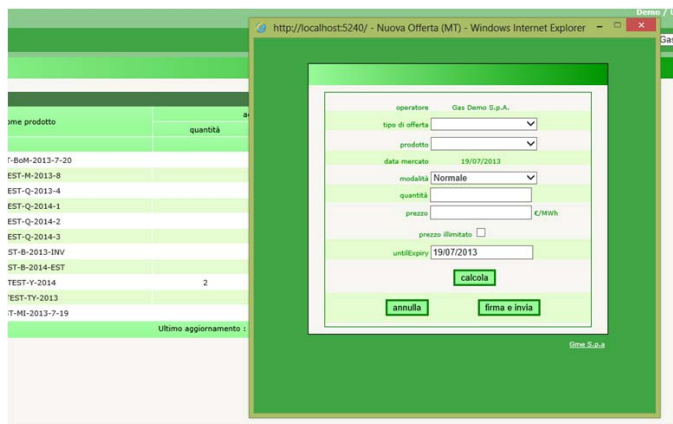 Demo / U
http://localhost:5240/ - Nuova Offerta (MT) - Windows Internet Explorer
Gas
operatore Gas Demo S.p.A.
tipo di offerta
prodotto
data mercato 19/07/2013
modalità Normale
quantità
prezzo €/MWh
prezzo illimitato
untilExpiry 19/07/2013
calcola
annulla firma e invia
Gme S.p.a
ome prodotto
quantità
T-BoM-2013-7-20
EST-M-2013-8
EST-Q-2013-4
EST-Q-2014-1
EST-Q-2014-2
EST-Q-2014-3
ST-B-2013-INV
ST-B-2014-EST
TEST-Y-2014 2
TEST-TY-2013
ST-MI-2013-7-19
Ultimo aggiornamento :